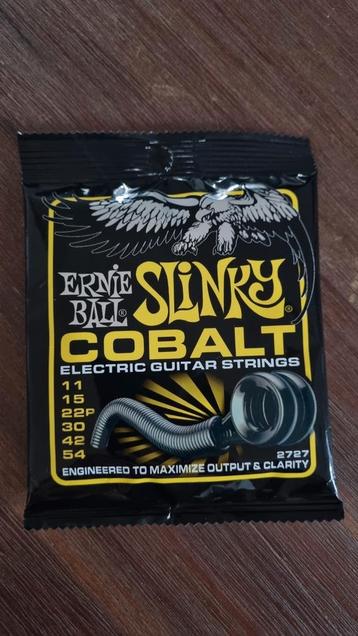 ERNIE
BALL®
SLINKY®
COBALT
ELECTRIC GUITAR STRINGS
11
15
22P
30
42
54
2727
ENGINEERED TO MAXIMIZE OUTPUT & CLARITY